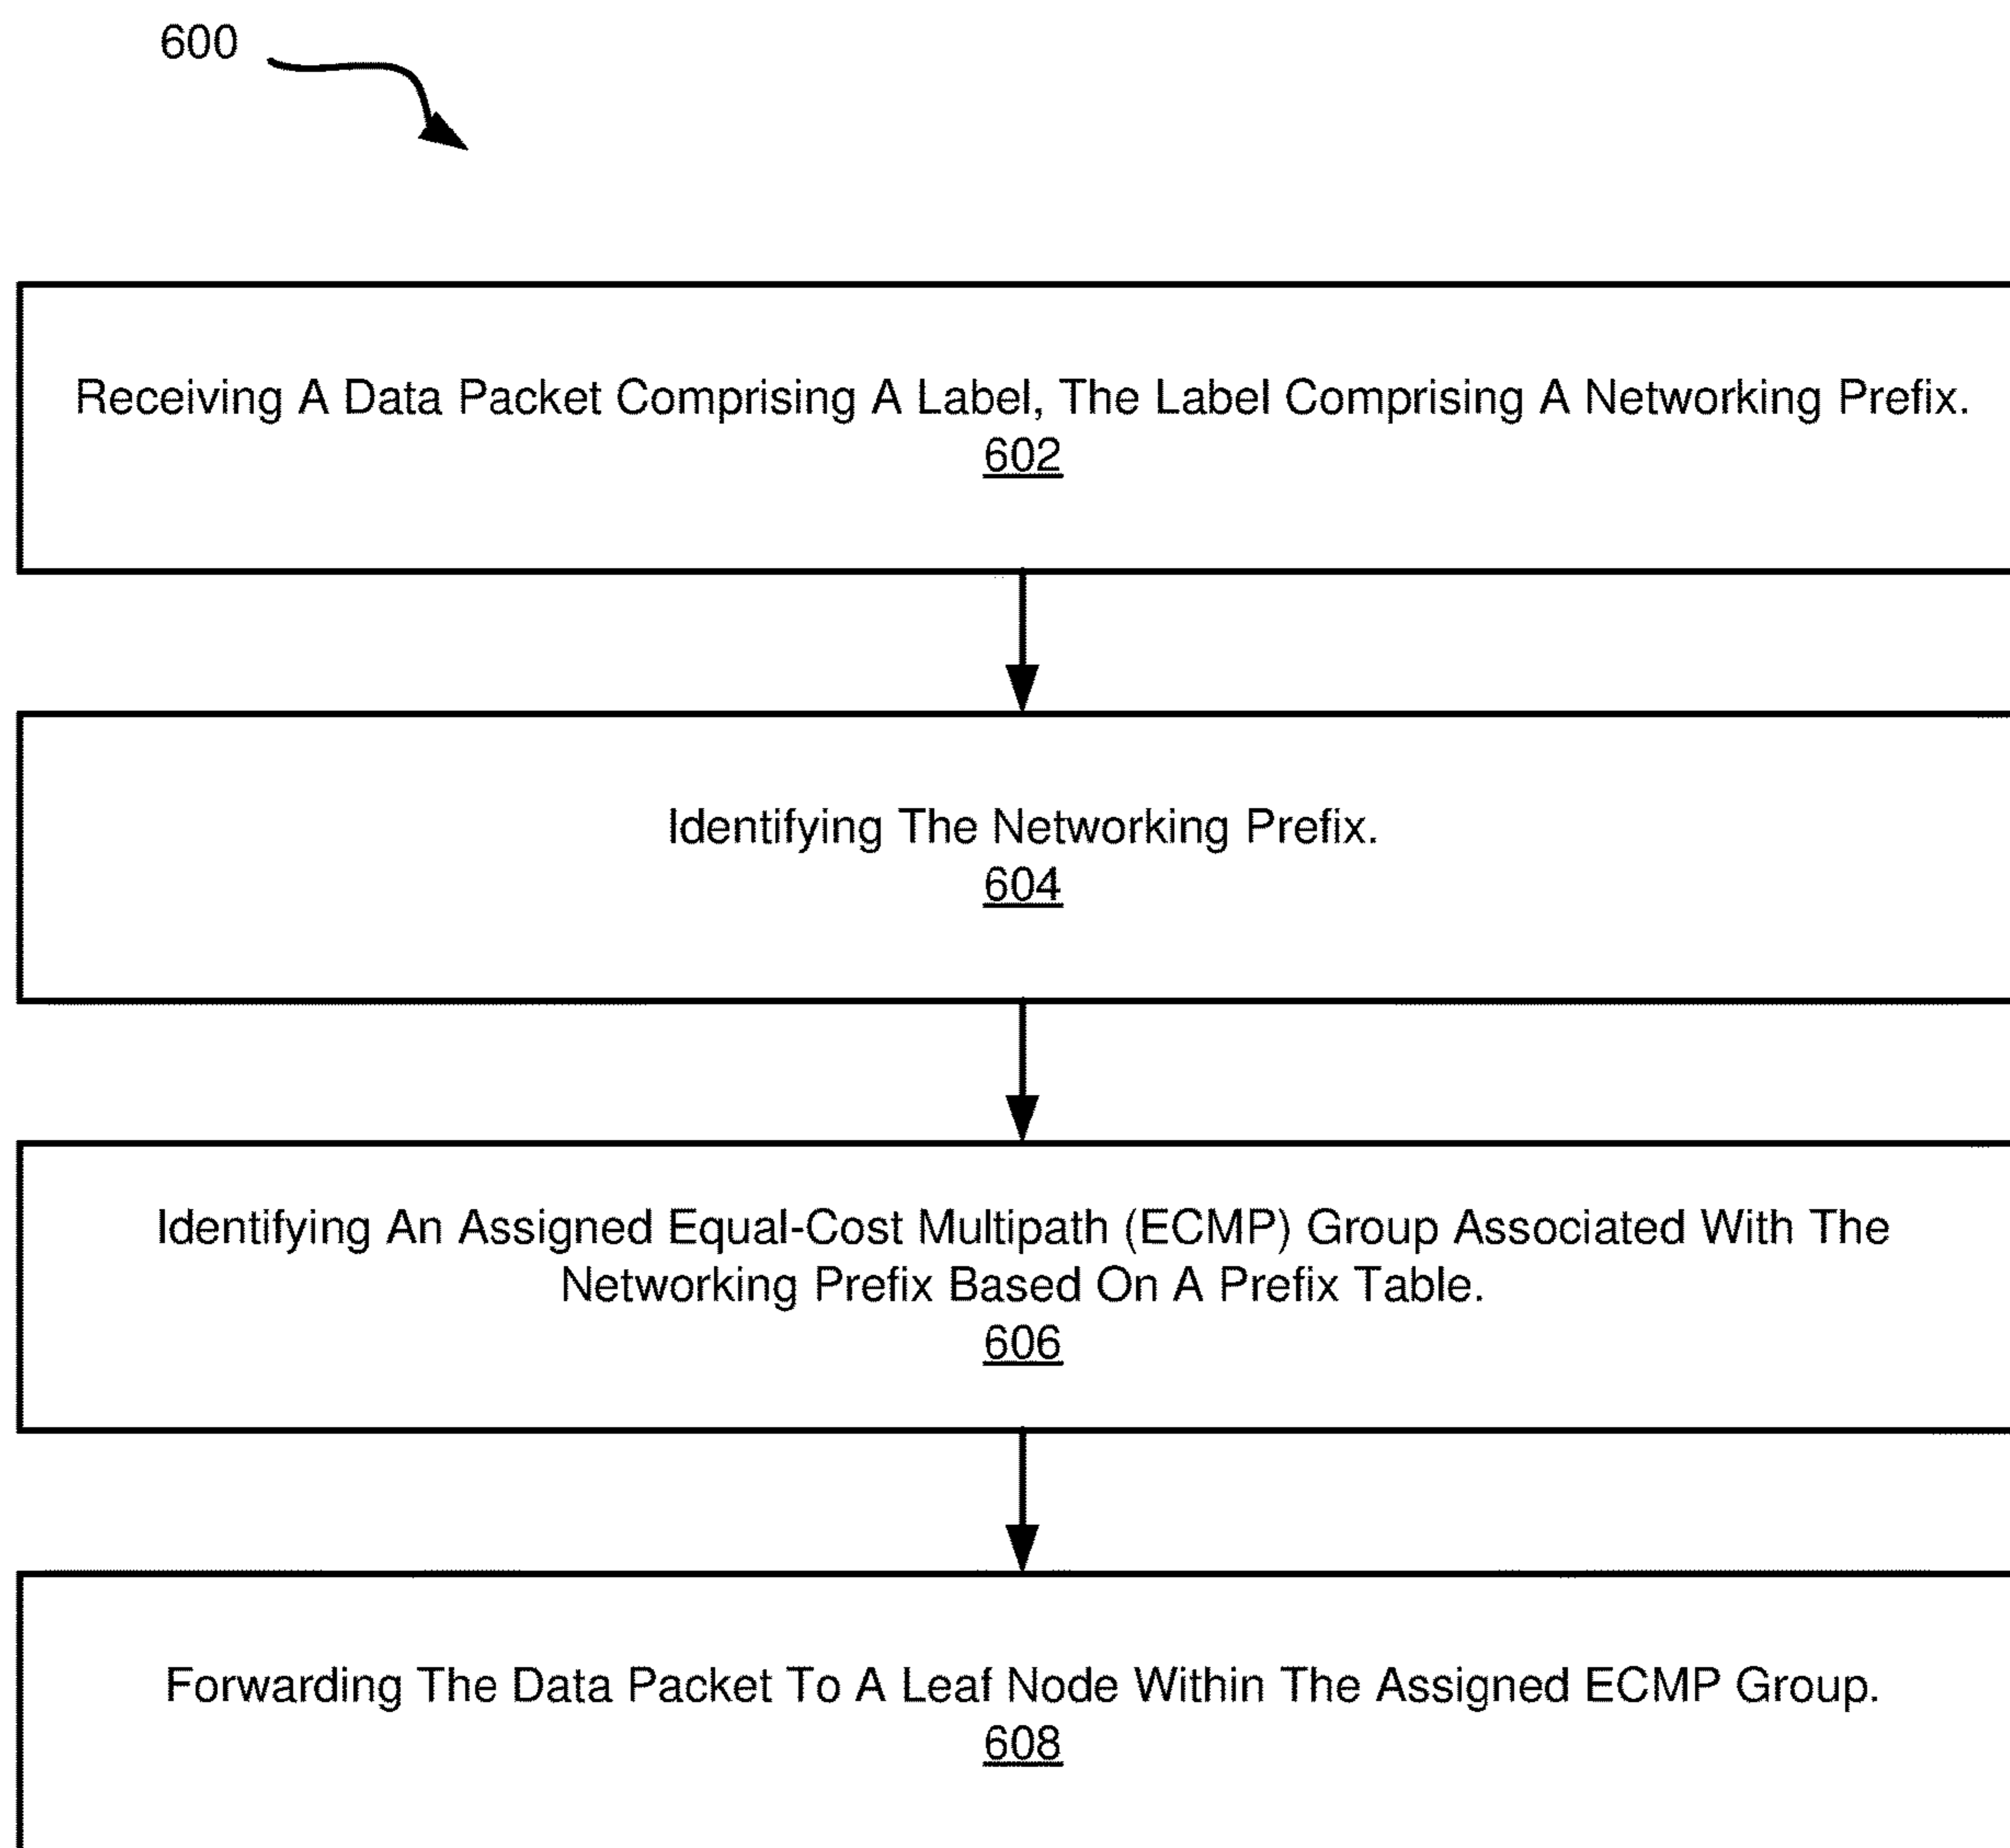 600
Receiving A Data Packet Comprising A Label, The Label Comprising A Networking Prefix.
602
Identifying The Networking Prefix.
604
Identifying An Assigned Equal-Cost Multipath (ECMP) Group Associated With The
Networking Prefix Based On A Prefix Table.
606
Forwarding The Data Packet To A Leaf Node Within The Assigned ECMP Group.
608